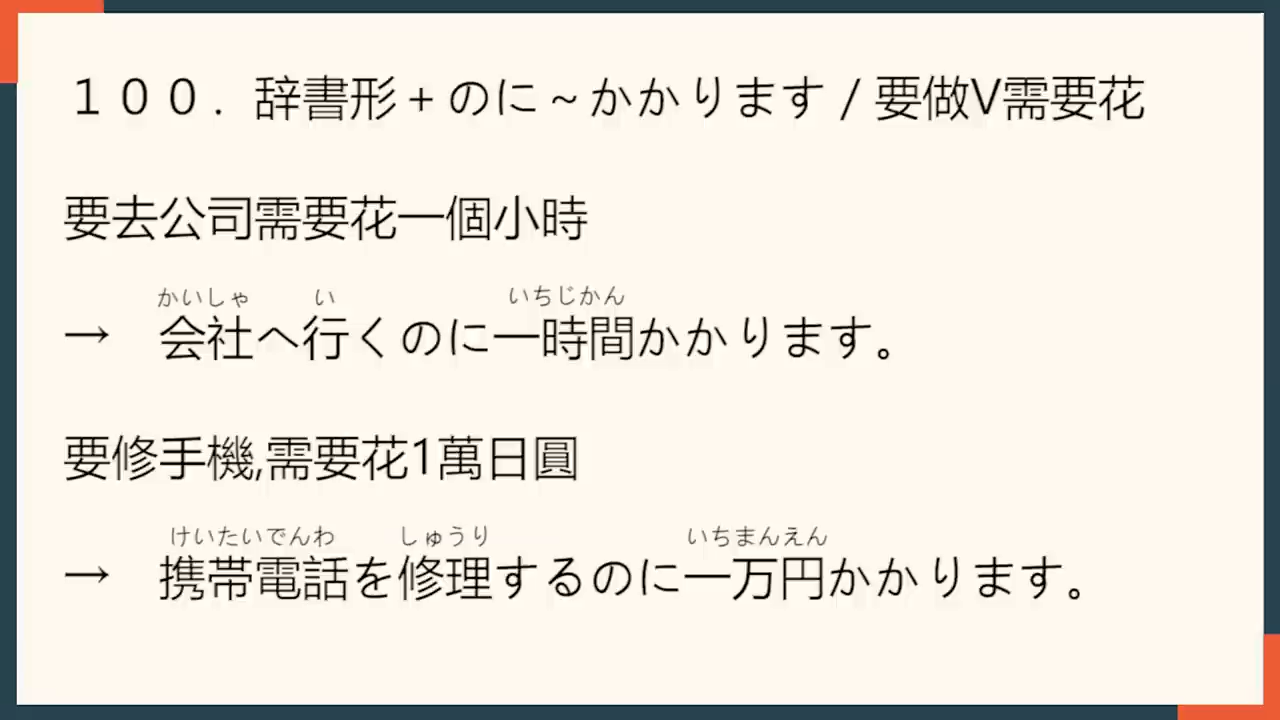 １００．辞書形＋のに～かかります / 要做V需要花
要去公司需要花一個小時
かいしゃ い いちじかん
→ 会社へ行くのに一時間かかります。
要修手機,需要花1萬日圓
けいたいでんわ しゅうり いちまんえん
→ 携帯電話を修理するのに一万円かかります。